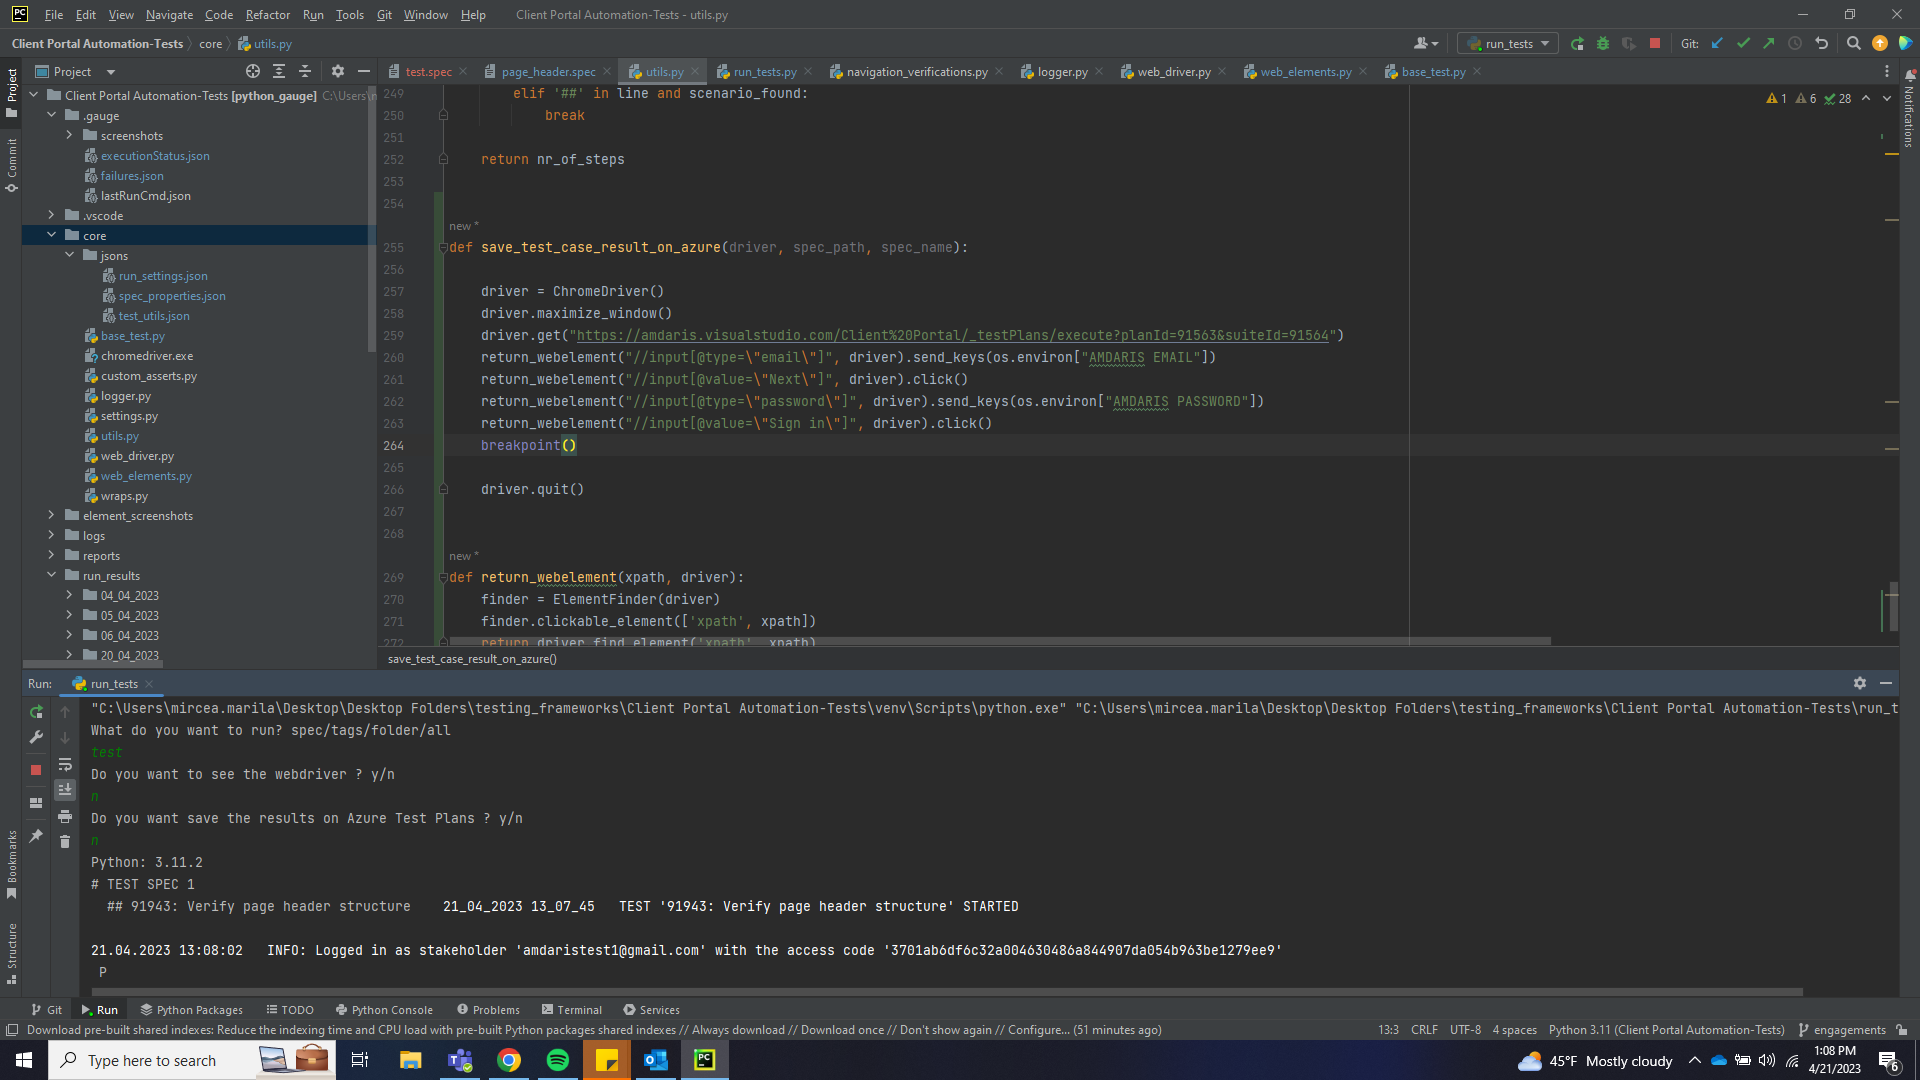 PC File Edit View Navigate Code Refactor Run Tools Git Window Help Client Portal Automation-Tests - utils.py
Client Portal Automation-Tests core utils.py run_tests Git:
Project
test.spec page_header.spec utils.py run_tests.py navigation_verifications.py logger.py web_driver.py web_elements.py base_test.py
Project
Commit
Bookmarks
Structure
Notifications
Client Portal Automation-Tests [python_gauge] C:\Users\
.gauge
screenshots
executionStatus.json
failures.json
lastRunCmd.json
.vscode
core
jsons
run_settings.json
spec_properties.json
test_utils.json
base_test.py
chromedriver.exe
custom_asserts.py
logger.py
settings.py
utils.py
web_driver.py
web_elements.py
wraps.py
element_screenshots
logs
reports
run_results
04_04_2023
05_04_2023
06_04_2023
20_04_2023
1 6 28
249 elif '##' in line and scenario_found:
250 break
251
252 return nr_of_steps
253
254
new *
255 def save_test_case_result_on_azure(driver, spec_path, spec_name):
256
257 driver = ChromeDriver()
258 driver.maximize_window()
259 driver.get("https://amdaris.visualstudio.com/Client%20Portal/_testPlans/execute?planId=91563&suiteId=91564")
260 return_webelement("//input[@type=\"email\"]", driver).send_keys(os.environ["AMDARIS EMAIL"])
261 return_webelement("//input[@value=\"Next\"]", driver).click()
262 return_webelement("//input[@type=\"password\"]", driver).send_keys(os.environ["AMDARIS PASSWORD"])
263 return_webelement("//input[@value=\"Sign in\"]", driver).click()
264 breakpoint()
265
266 driver.quit()
267
268
new *
269 def return_webelement(xpath, driver):
270 finder = ElementFinder(driver)
271 finder.clickable_element(['xpath', xpath])
272 return driver.find_element('xpath', xpath)
save_test_case_result_on_azure()
Run: run_tests
"C:\Users\mircea.marila\Desktop\Desktop Folders\testing_frameworks\Client Portal Automation-Tests\venv\Scripts\python.exe" "C:\Users\mircea.marila\Desktop\Desktop Folders\testing_frameworks\Client Portal Automation-Tests\run_t
What do you want to run? spec/tags/folder/all
test
Do you want to see the webdriver ? y/n
n
Do you want save the results on Azure Test Plans ? y/n
n
Python: 3.11.2
# TEST SPEC 1
## 91943: Verify page header structure 21_04_2023 13_07_45 TEST '91943: Verify page header structure' STARTED
21.04.2023 13:08:02 INFO: Logged in as stakeholder 'amdaristest1@gmail.com' with the access code '3701ab6df6c32a004630486a844907da054b963be1279ee9'
P
Git Run Python Packages TODO Python Console Problems Terminal Services
Download pre-built shared indexes: Reduce the indexing time and CPU load with pre-built Python packages shared indexes // Always download // Download once // Don't show again // Configure... (51 minutes ago) 13:3 CRLF UTF-8 4 spaces Python 3.11 (Client Portal Automation-Tests) engagements
Type here to search
PC
45°F Mostly cloudy
1:08 PM
4/21/2023
6